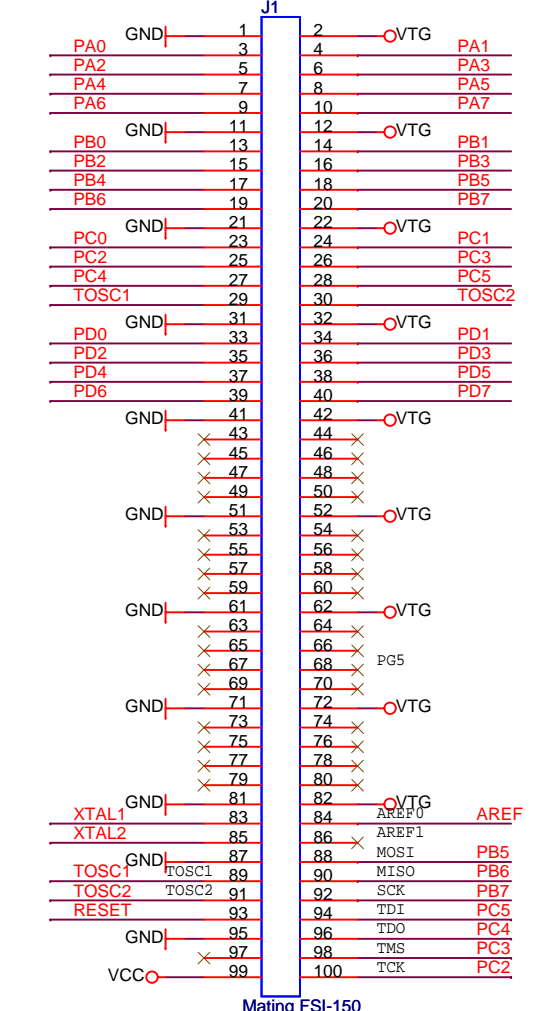 J1
GND 1 2 VTG
PA0 3 4 PA1
PA2 5 6 PA3
PA4 7 8 PA5
PA6 9 10 PA7
GND 11 12 VTG
PB0 13 14 PB1
PB2 15 16 PB3
PB4 17 18 PB5
PB6 19 20 PB7
GND 21 22 VTG
PC0 23 24 PC1
PC2 25 26 PC3
PC4 27 28 PC5
TOSC1 29 30 TOSC2
GND 31 32 VTG
PD0 33 34 PD1
PD2 35 36 PD3
PD4 37 38 PD5
PD6 39 40 PD7
GND 41 42 VTG
43 44
45 46
47 48
49 50
GND 51 52 VTG
53 54
55 56
57 58
59 60
GND 61 62 VTG
63 64
65 66
67 68 PG5
69 70
GND 71 72 VTG
73 74
75 76
77 78
79 80
GND 81 82 VTG
XTAL1 83 84 AREF0 AREF
XTAL2 85 86 AREF1
GND 87 88 MOSI PB5
TOSC1 TOSC1 89 90 MISO PB6
TOSC2 TOSC2 91 92 SCK PB7
RESET 93 94 TDI PC5
GND 95 96 TDO PC4
97 98 TMS PC3
VCC 99 100 TCK PC2
Mating FSI-150